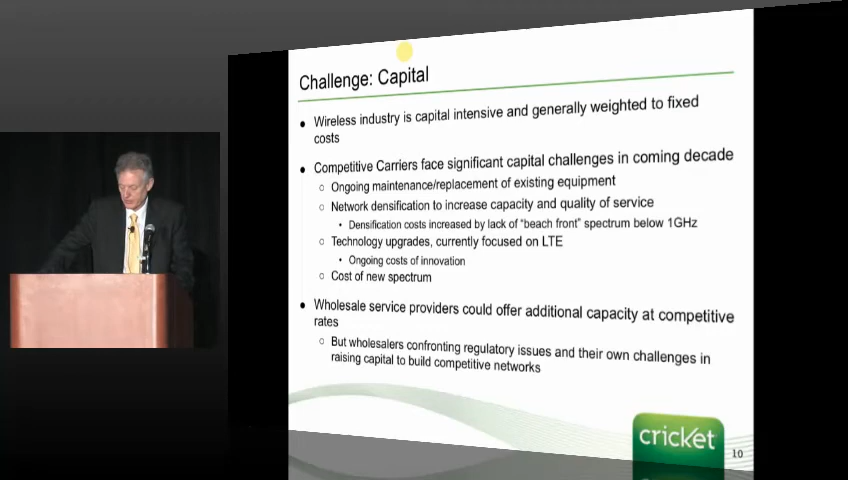 Challenge: Capital
• Wireless industry is capital intensive and generally weighted to fixed
costs
• Competitive Carriers face significant capital challenges in coming decade
○ Ongoing maintenance/replacement of existing equipment
○ Network densification to increase capacity and quality of service
• Densification costs increased by lack of "beach front" spectrum below 1GHz
○ Technology upgrades, currently focused on LTE
• Ongoing costs of innovation
○ Cost of new spectrum
• Wholesale service providers could offer additional capacity at competitive
rates
○ But wholesalers confronting regulatory issues and their own challenges in
raising capital to build competitive networks
cricket
10